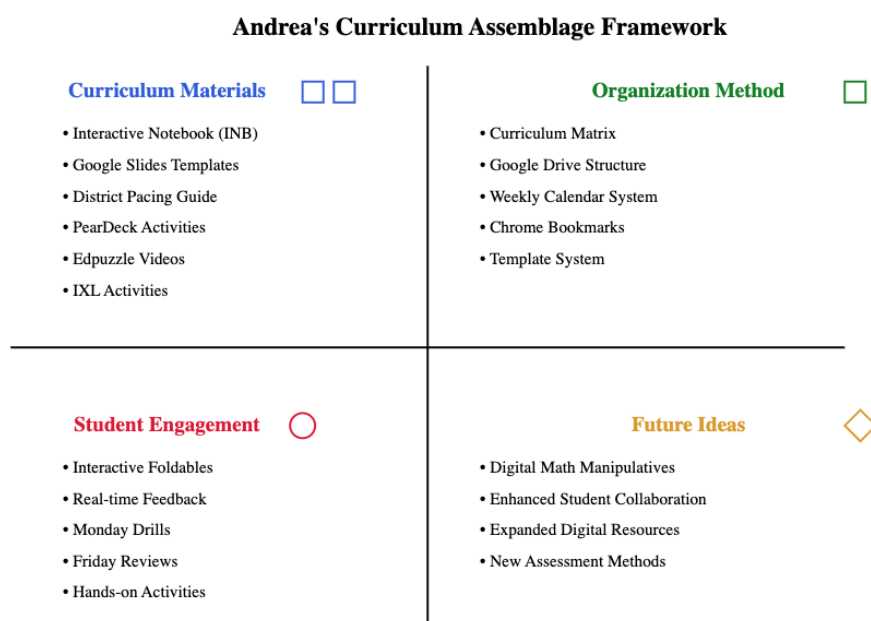 Andrea's Curriculum Assemblage Framework
Curriculum Materials
• Interactive Notebook (INB)
• Google Slides Templates
• District Pacing Guide
• PearDeck Activities
• Edpuzzle Videos
• IXL Activities
Organization Method
• Curriculum Matrix
• Google Drive Structure
• Weekly Calendar System
• Chrome Bookmarks
• Template System
Student Engagement
• Interactive Foldables
• Real-time Feedback
• Monday Drills
• Friday Reviews
• Hands-on Activities
Future Ideas
• Digital Math Manipulatives
• Enhanced Student Collaboration
• Expanded Digital Resources
• New Assessment Methods